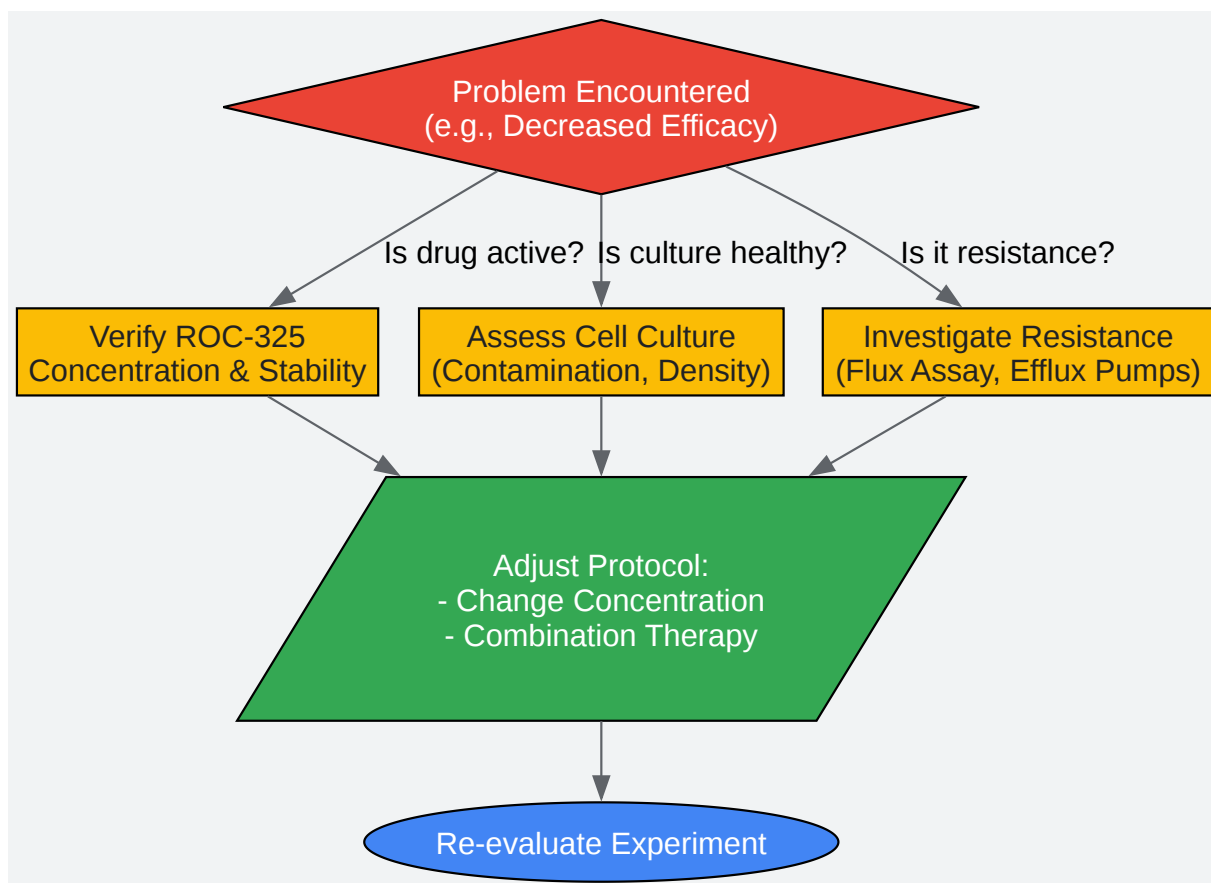 Problem Encountered
(e.g., Decreased Efficacy)
Is drug active?
Is culture healthy?
Is it resistance?
Verify ROC-325
Concentration & Stability
Assess Cell Culture
(Contamination, Density)
Investigate Resistance
(Flux Assay, Efflux Pumps)
Adjust Protocol:
- Change Concentration
- Combination Therapy
Re-evaluate Experiment